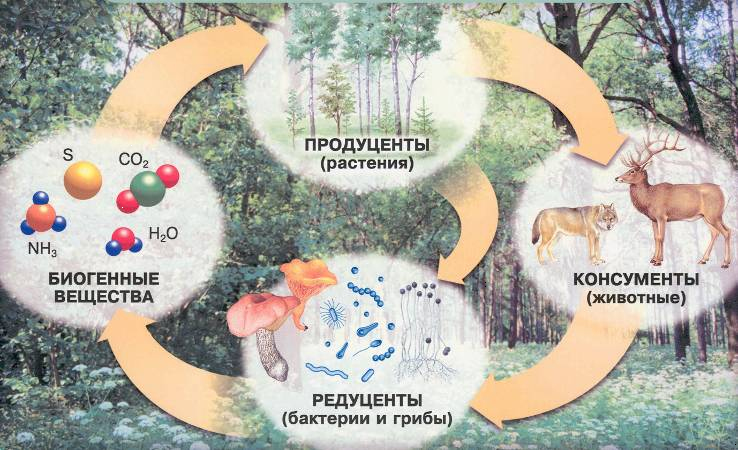 ПРОДУЦЕНТЫ
(растения)
S
CO₂
NH₃
H₂O
БИОГЕННЫЕ
ВЕЩЕСТВА
КОНСУМЕНТЫ
(животные)
РЕДУЦЕНТЫ
(бактерии и грибы)